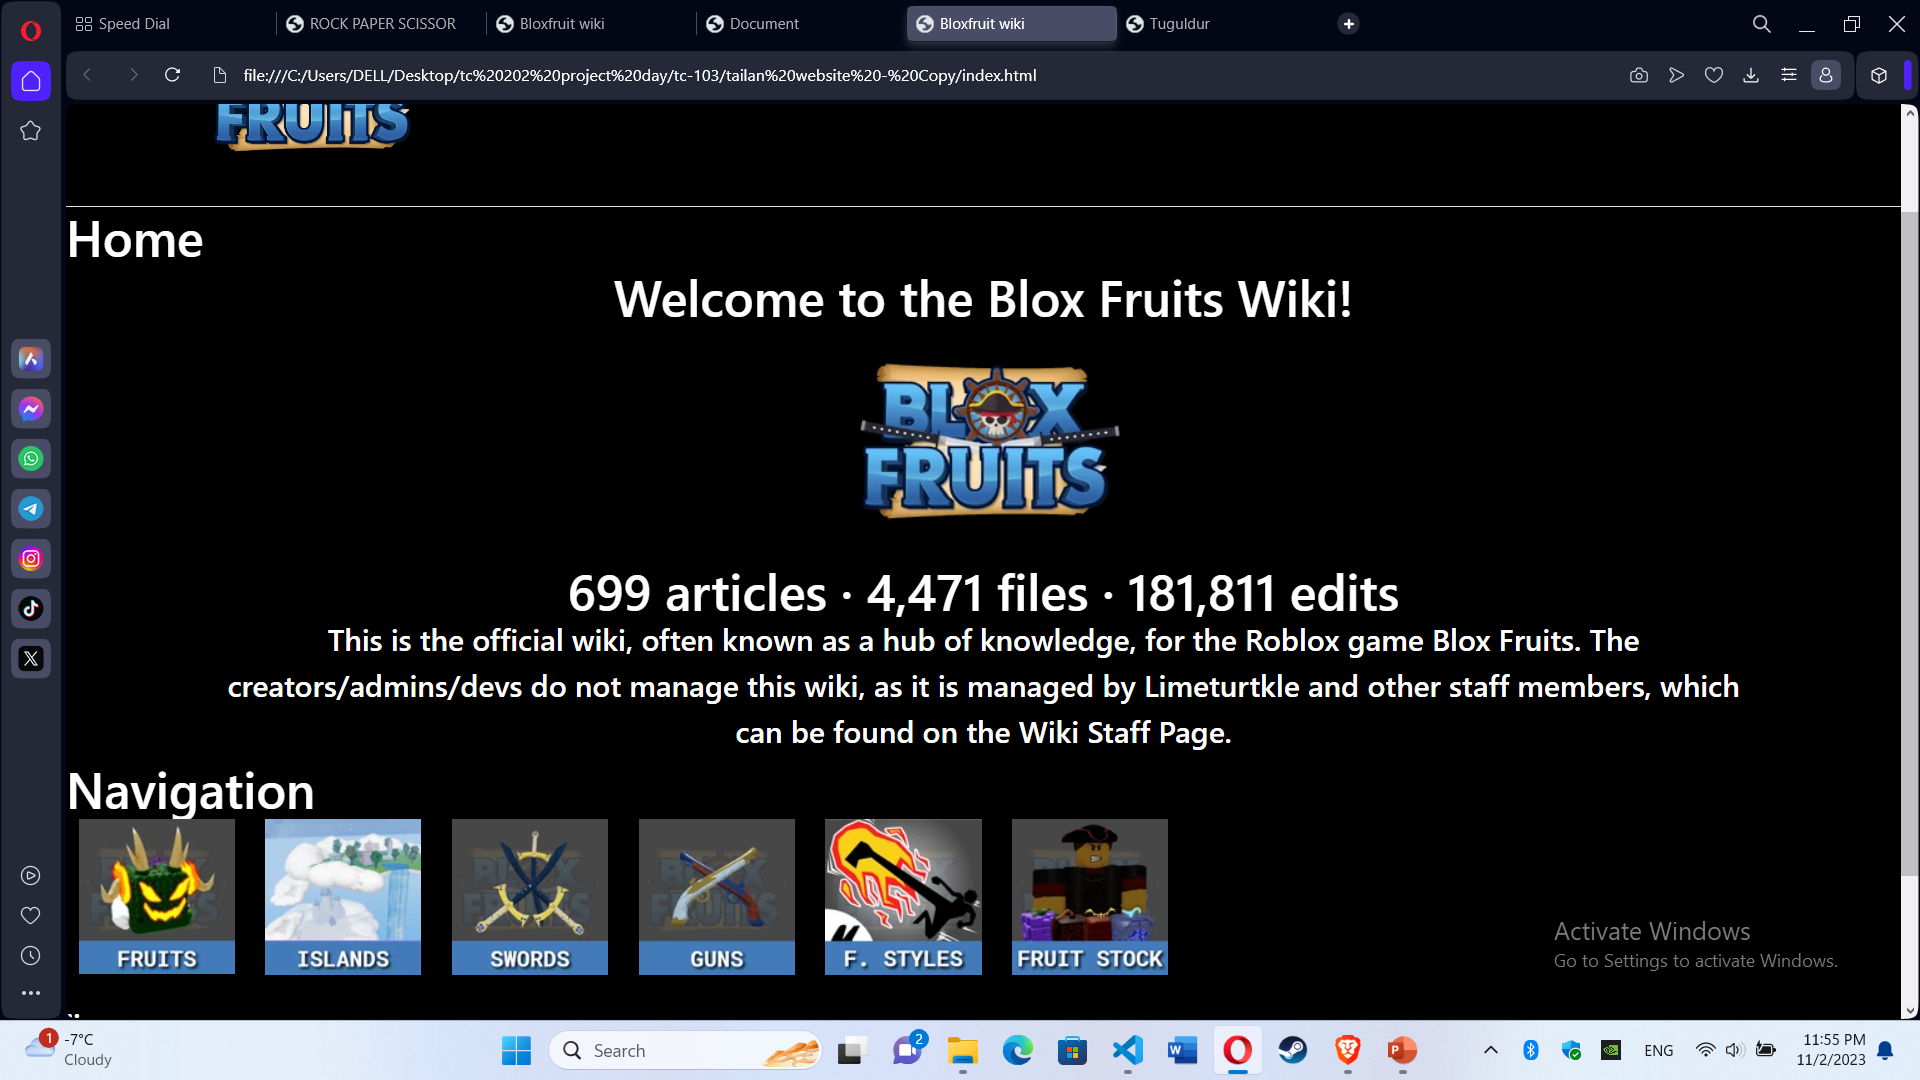 Speed Dial
ROCK PAPER SCISSOR
Bloxfruit wiki
Document
Bloxfruit wiki
Tuguldur
file:///C:/Users/DELL/Desktop/tc%20202%20project%20day/tc-103/tailan%20website%20-%20Copy/index.html
FRUITS
Home
Welcome to the Blox Fruits Wiki!
BLOX
FRUITS
699 articles · 4,471 files · 181,811 edits
This is the official wiki, often known as a hub of knowledge, for the Roblox game Blox Fruits. The
creators/admins/devs do not manage this wiki, as it is managed by Limeturtkle and other staff members, which
can be found on the Wiki Staff Page.
Navigation
FRUITS
ISLANDS
SWORDS
GUNS
F. STYLES
FRUIT STOCK
Activate Windows
Go to Settings to activate Windows.
1
-7°C
Cloudy
Search
2
ENG
11:55 PM
11/2/2023